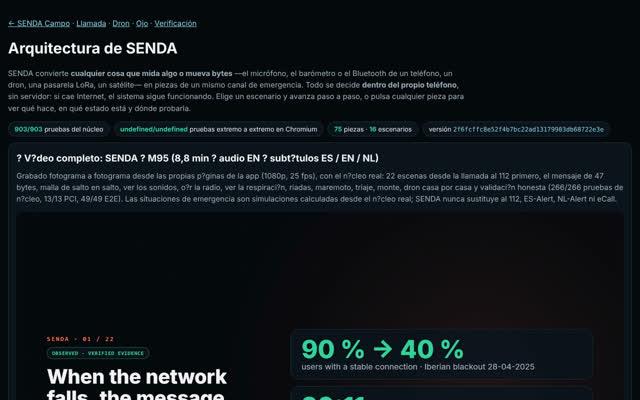 ← SENDA Campo · Llamada · Dron · Ojo · Verificación
Arquitectura de SENDA
SENDA convierte cualquier cosa que mida algo o mueva bytes —el micrófono, el barómetro o el Bluetooth de un teléfono, un
dron, una pasarela LoRa, un satélite— en piezas de un mismo canal de emergencia. Todo se decide dentro del propio teléfono,
sin servidor: si cae Internet, el sistema sigue funcionando. Elige un escenario y avanza paso a paso, o pulsa cualquier pieza para
ver qué hace, en qué estado está y dónde probarla.
903/903 pruebas del núcleo
undefined/undefined pruebas extremo a extremo en Chromium
75 piezas · 16 escenarios
versión 2f6fcffc8e52f4b7bc22ad13179983db68722e3e
? V?deo completo: SENDA ? M95 (8,8 min ? audio EN ? subt?tulos ES / EN / NL)
Grabado fotograma a fotograma desde las propias p?ginas de la app (1080p, 25 fps), con el n?cleo real: 22 escenas desde la llamada al 112 primero, el mensaje de 47
bytes, malla de salto en salto, ver los sonidos, o?r la radio, ver la respiraci?n, riadas, maremoto, triaje, monte, dron casa por casa y validaci?n honesta (266/266 pruebas de
n?cleo, 13/13 PCI, 49/49 E2E). Las situaciones de emergencia son simulaciones calculadas desde el n?cleo real; SENDA nunca sustituye al 112, ES-Alert, NL-Alert ni eCall.
SENDA · 01 / 22
OBSERVED · VERIFIED EVIDENCE
When the network
falls, the message
90 % → 40 %
users with a stable connection · Iberian blackout 28-04-2025